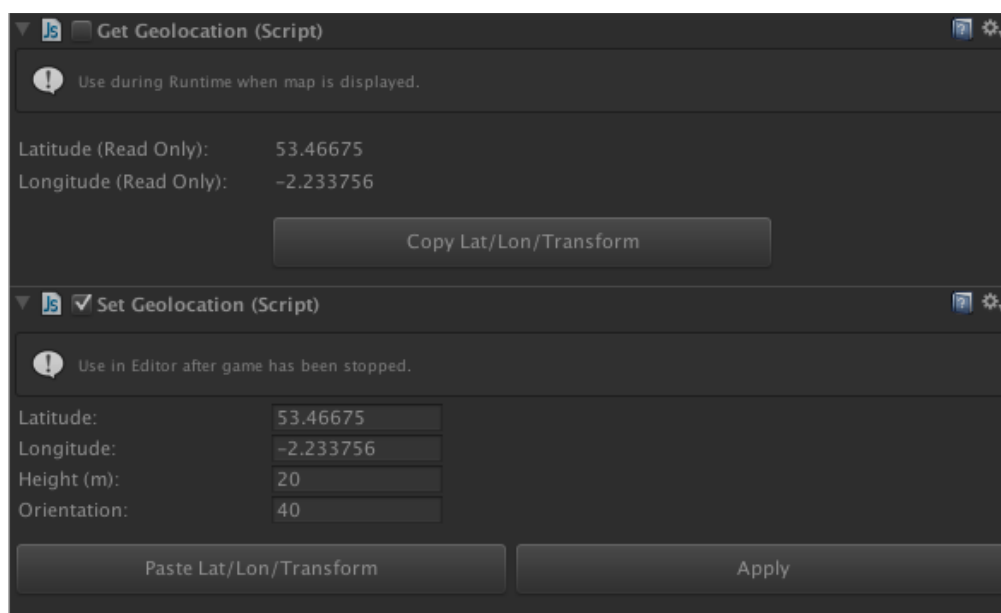 Js Get Geolocation (Script) ?
! Use during Runtime when map is displayed.
Latitude (Read Only): 53.46675
Longitude (Read Only): -2.233756
Copy Lat/Lon/Transform
Js Set Geolocation (Script) ?
! Use in Editor after game has been stopped.
Latitude: 53.46675
Longitude: -2.233756
Height (m): 20
Orientation: 40
Paste Lat/Lon/Transform Apply